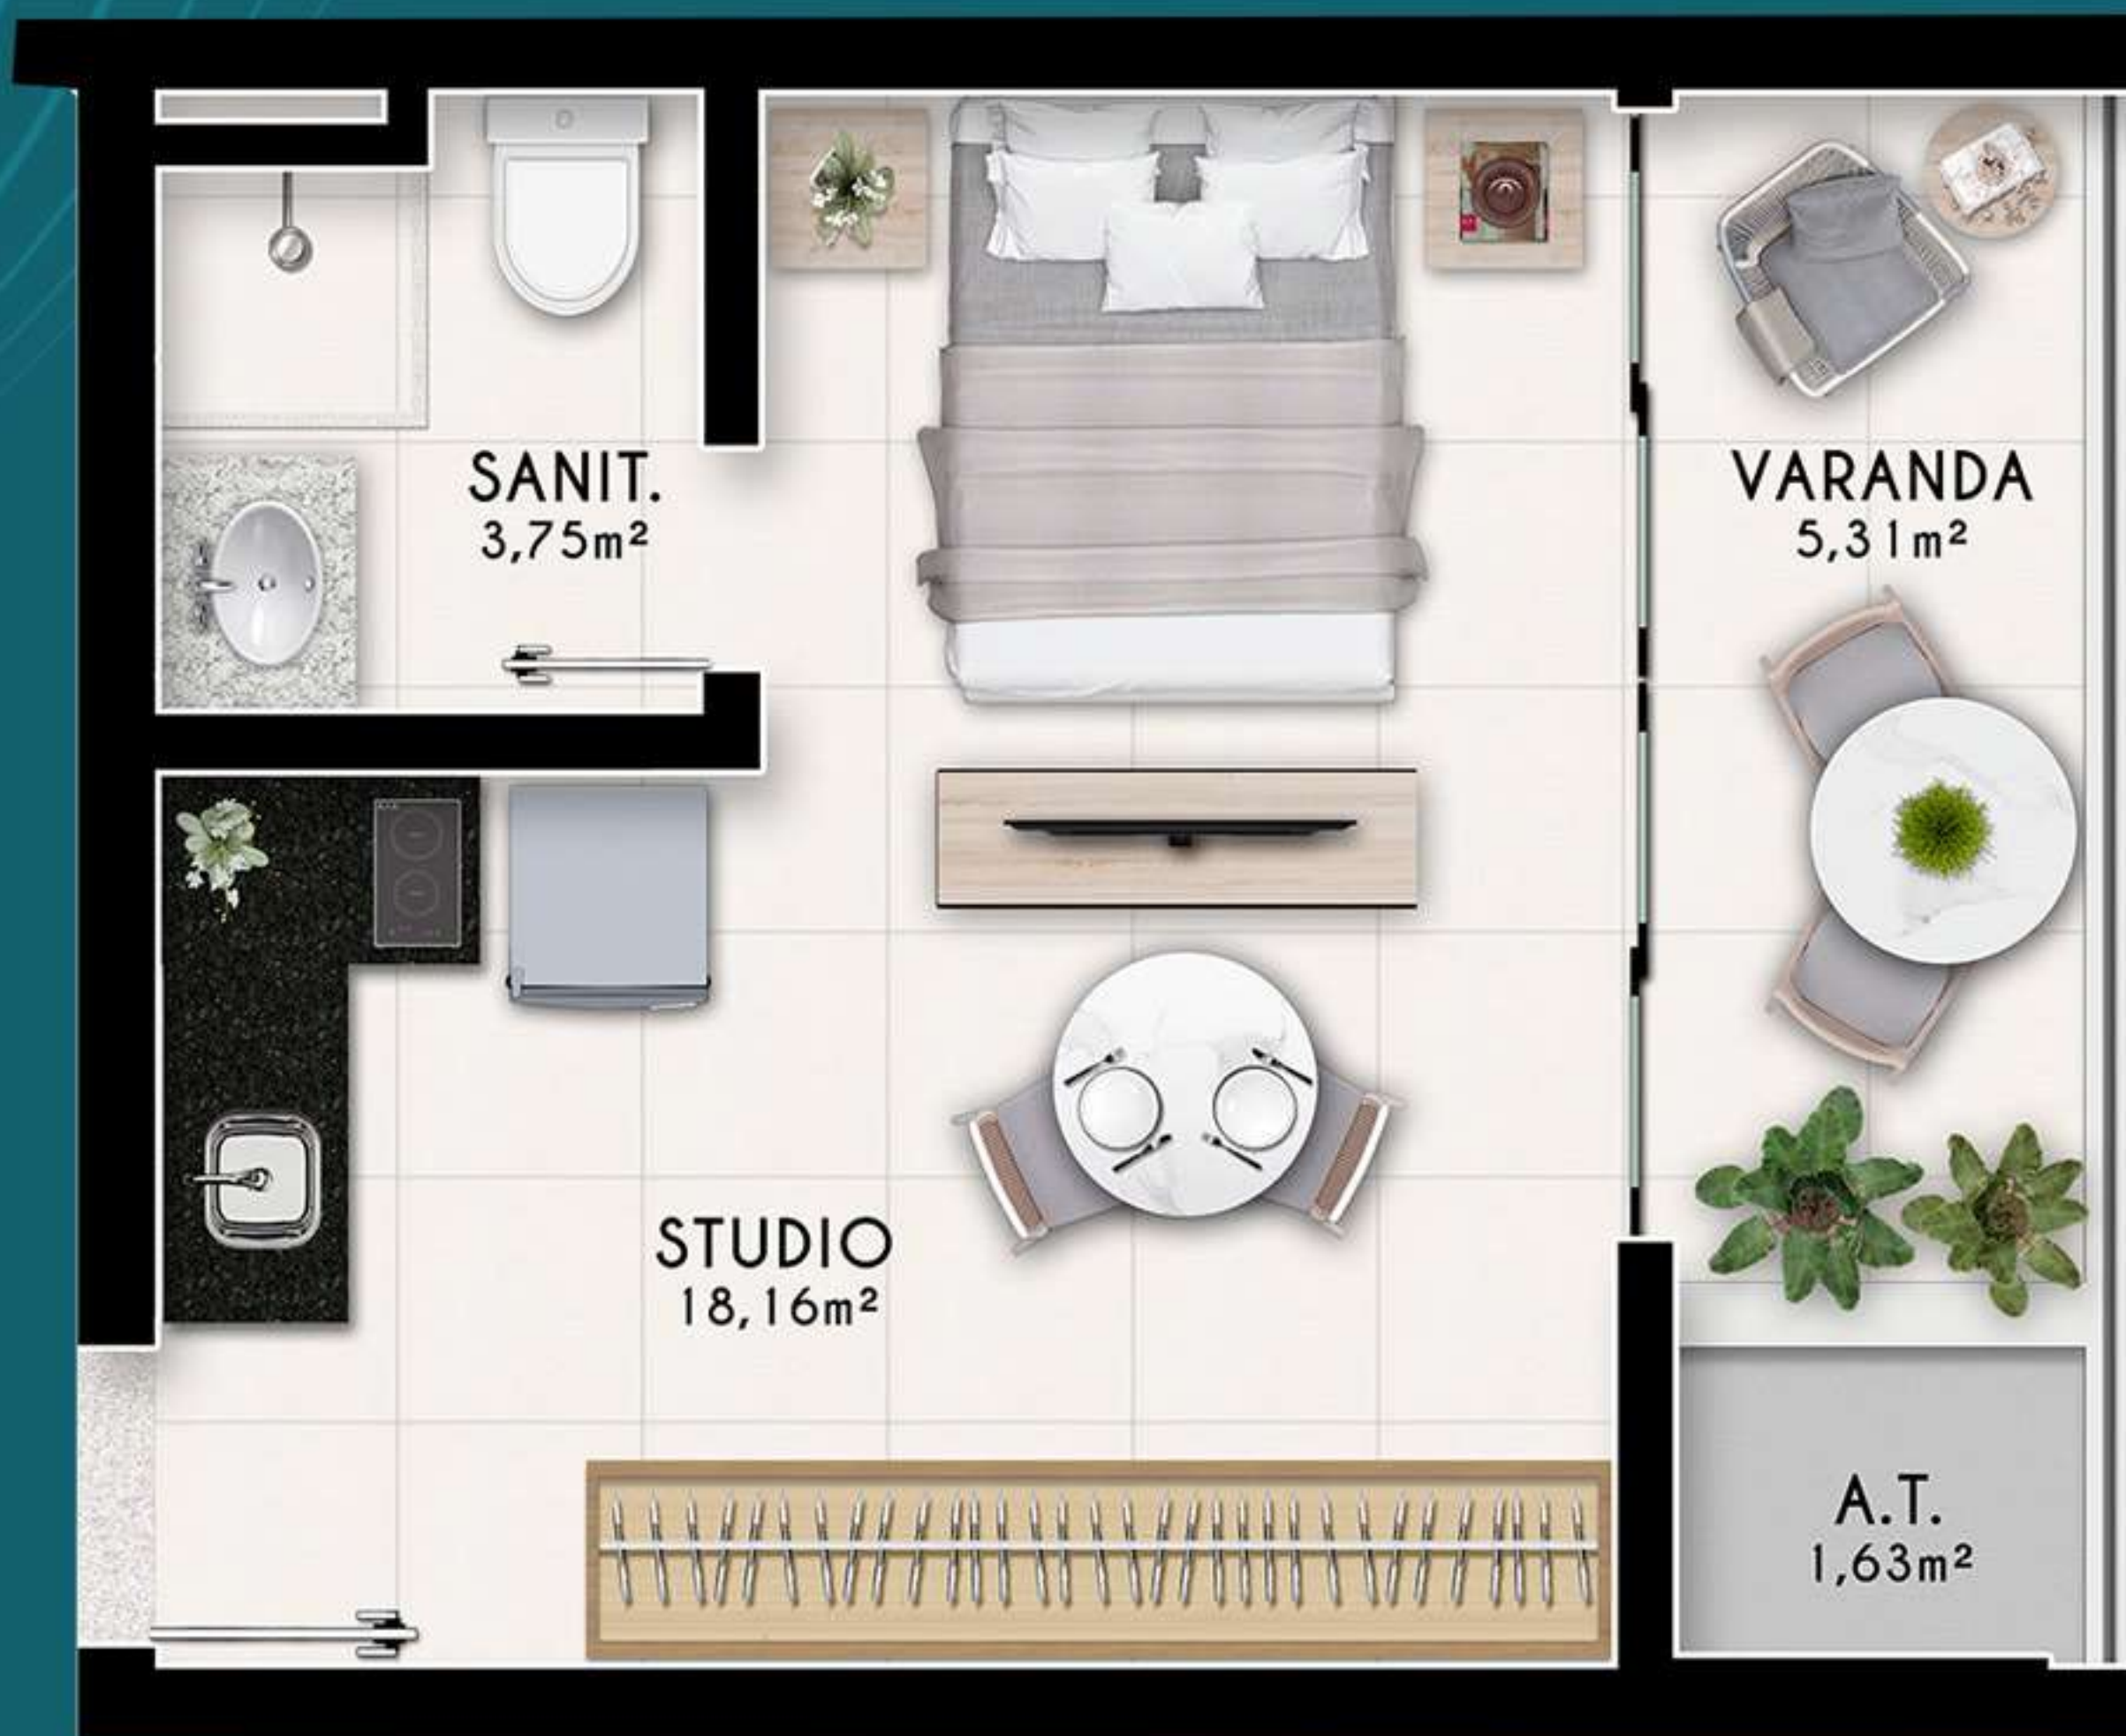 SANIT.
3,75m²
VARANDA
5,31m²
STUDIO
18,16m²
A.T.
1,63m²